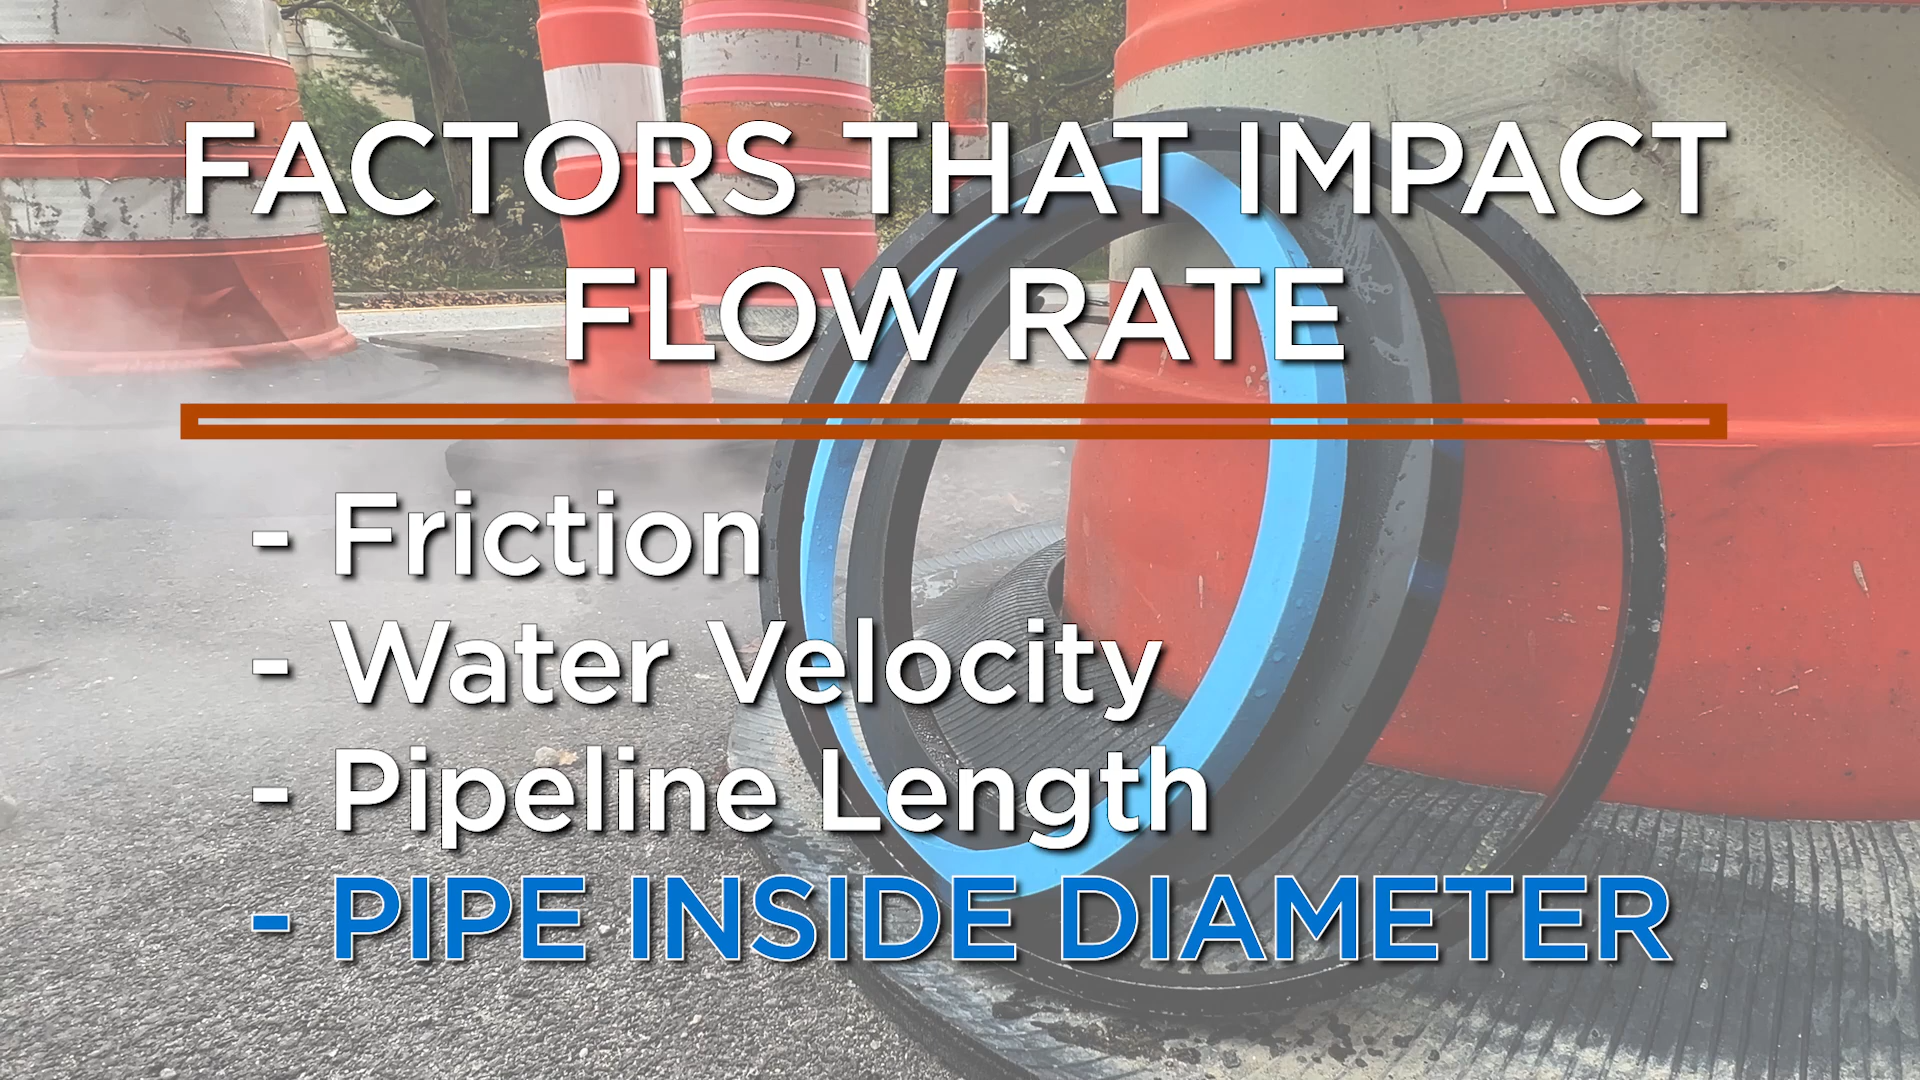 FACTORS THAT IMPACT
FLOW RATE
- Friction
- Water Velocity
- Pipeline Length
- PIPE INSIDE DIAMETER